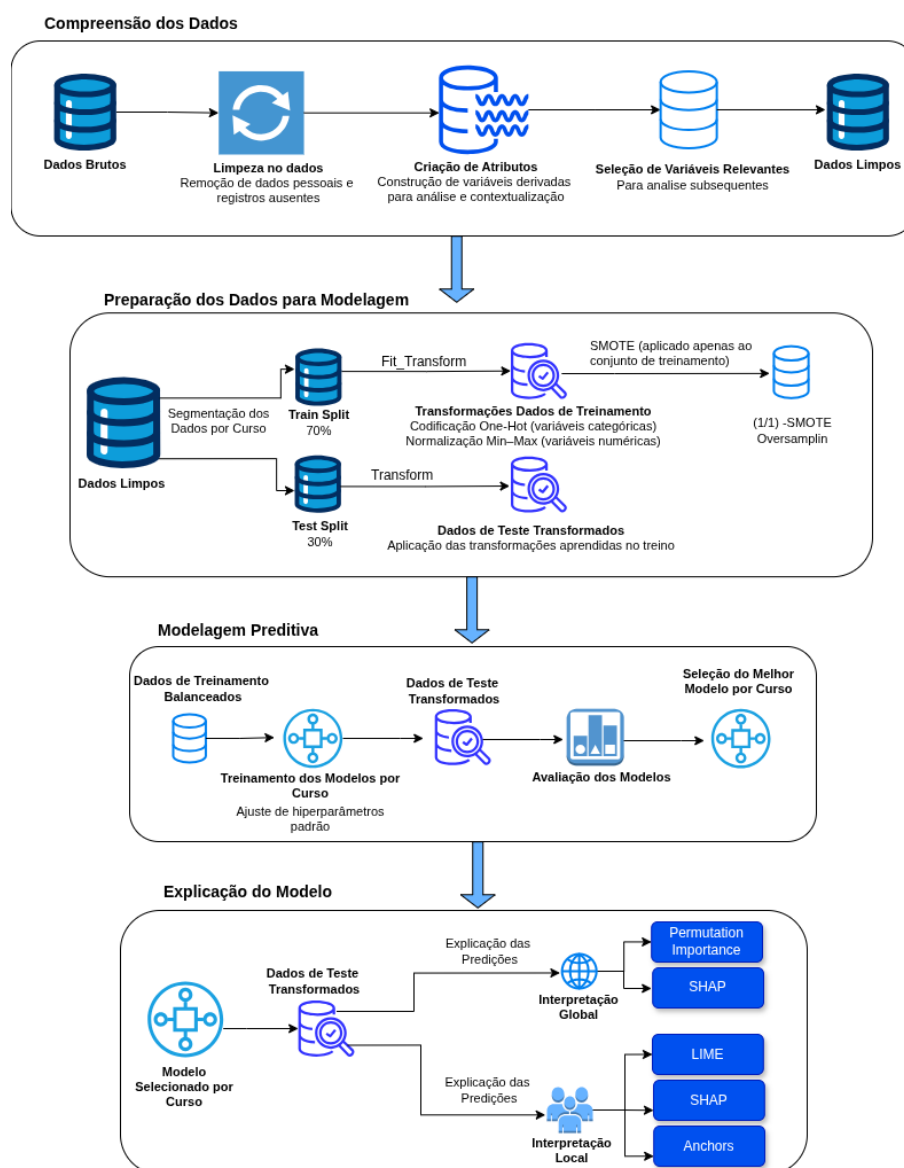 Compreensão dos Dados
Dados Brutos
Limpeza no dados
Remoção de dados pessoais e
registros ausentes
Criação de Atributos
Construção de variáveis derivadas
para análise e contextualização
Seleção de Variáveis Relevantes
Para analise subsequentes
Dados Limpos
Preparação dos Dados para Modelagem
Dados Limpos
Segmentação dos
Dados por Curso
Train Split
70%
Fit_Transform
Transformações Dados de Treinamento
Codificação One-Hot (variáveis categóricas)
Normalização Min–Max (variáveis numéricas)
SMOTE (aplicado apenas ao
conjunto de treinamento)
(1/1) -SMOTE
Oversamplin
Test Split
30%
Transform
Dados de Teste Transformados
Aplicação das transformações aprendidas no treino
Modelagem Preditiva
Dados de Treinamento
Balanceados
Treinamento dos Modelos por
Curso
Ajuste de hiperparâmetros
padrão
Dados de Teste
Transformados
Avaliação dos Modelos
Seleção do Melhor
Modelo por Curso
Explicação do Modelo
Modelo
Selecionado por
Curso
Dados de Teste
Transformados
Explicação das
Predições
Interpretação
Global
Permutation
Importance
SHAP
Explicação das
Predições
Interpretação
Local
LIME
SHAP
Anchors